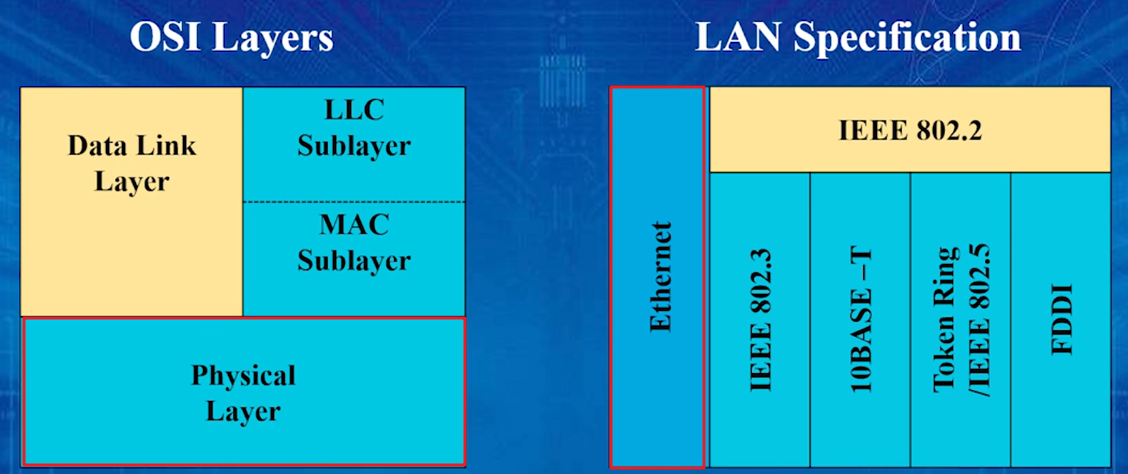 OSI Layers
LAN Specification
Data Link
Layer
LLC
Sublayer
MAC
Sublayer
Physical
Layer
Ethernet
IEEE 802.2
IEEE 802.3
10BASE –T
Token Ring
/IEEE 802.5
FDDI